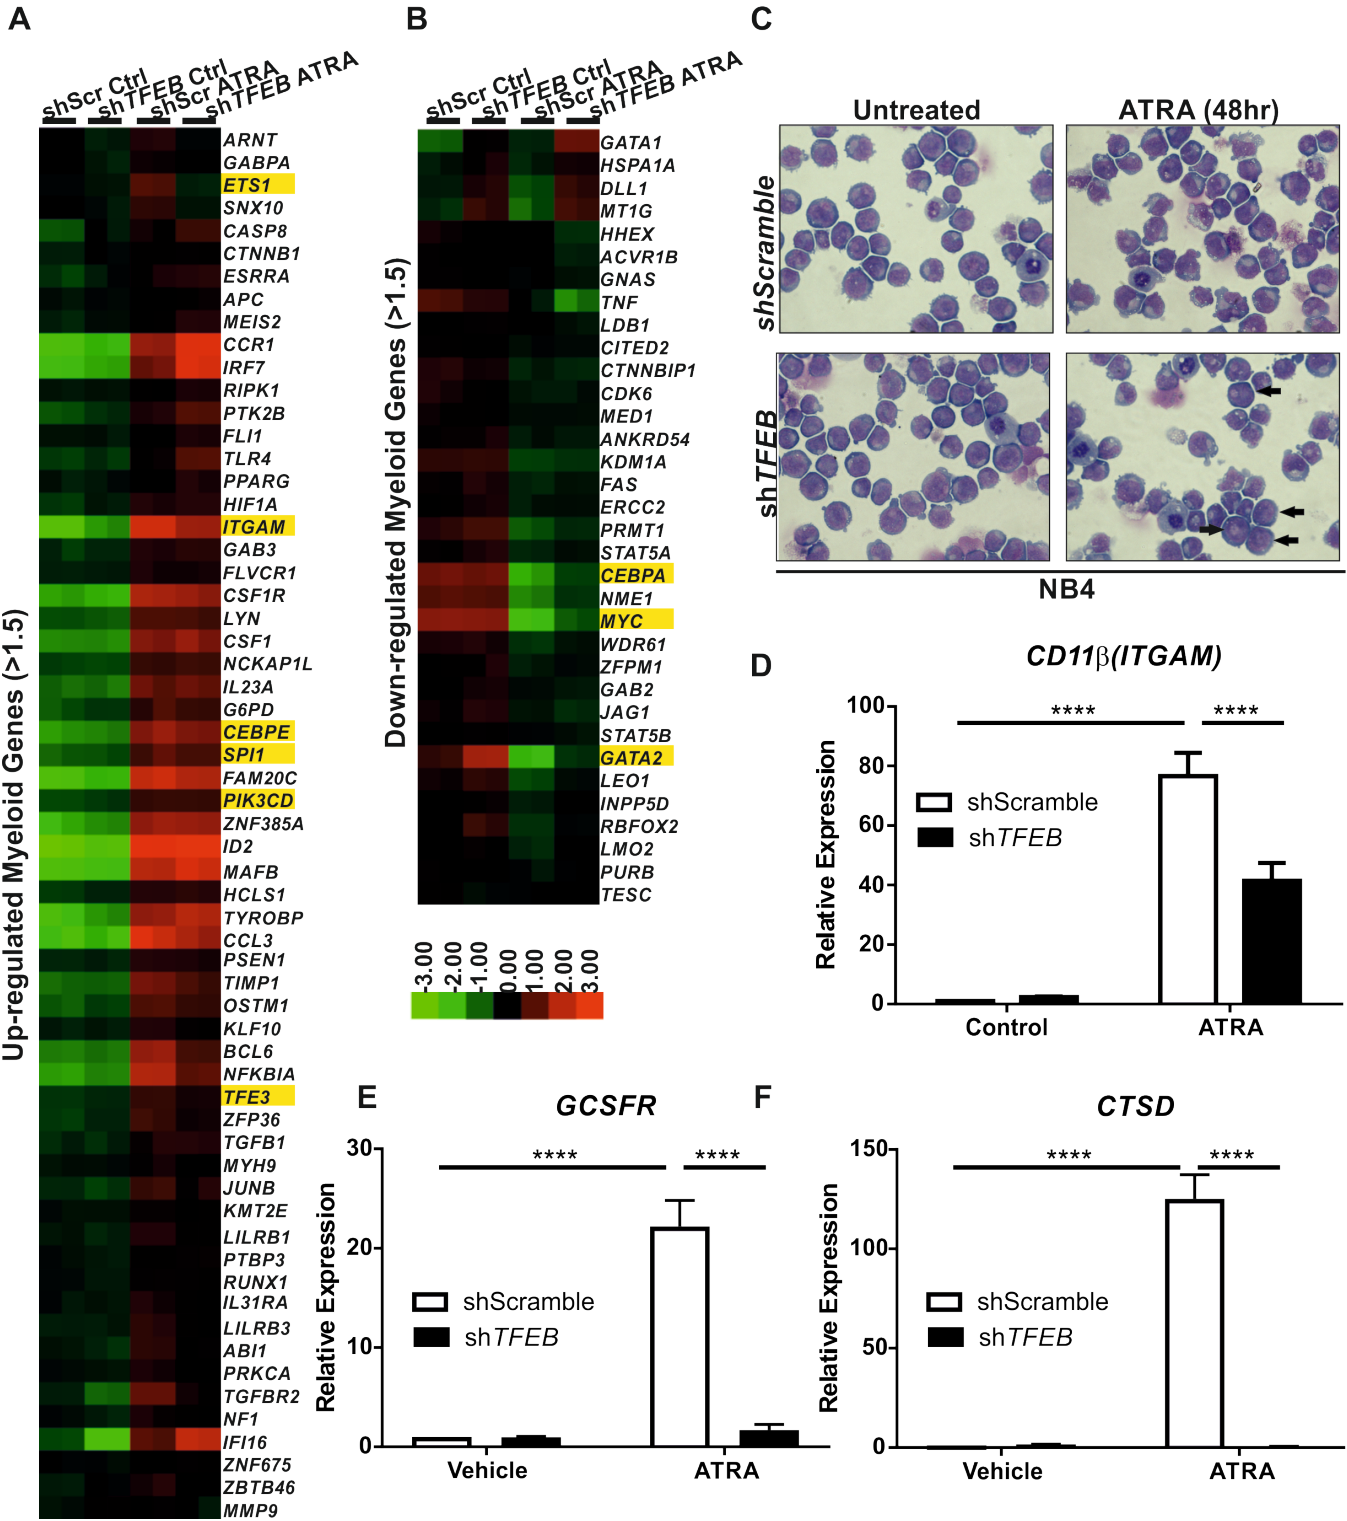 A
shScr Ctrl
shTFEB Ctrl
shScr ATRA
shTFEB ATRA
Up-regulated Myeloid Genes (>1.5)
ARNT
GABPA
ETS1
SNX10
CASP8
CTNNB1
ESRRA
APC
MEIS2
CCR1
IRF7
RIPK1
PTK2B
FLI1
TLR4
PPARG
HIF1A
ITGAM
GAB3
FLVCR1
CSF1R
LYN
CSF1
NCKAP1L
IL23A
G6PD
CEBPE
SPI1
FAM20C
PIK3CD
ZNF385A
ID2
MAFB
HCLS1
TYROBP
CCL3
PSEN1
TIMP1
OSTM1
KLF10
BCL6
NFKBIA
TFE3
ZFP36
TGFB1
MYH9
JUNB
KMT2E
LILRB1
PTBP3
RUNX1
IL31RA
LILRB3
ABI1
PRKCA
TGFBR2
NF1
IFI16
ZNF675
ZBTB46
MMP9
B
shScr Ctrl
shTFEB Ctrl
shScr ATRA
shTFEB ATRA
Down-regulated Myeloid Genes (>1.5)
GATA1
HSPA1A
DLL1
MT1G
HHEX
ACVR1B
GNAS
TNF
LDB1
CITED2
CTNNBIP1
CDK6
MED1
ANKRD54
KDM1A
FAS
ERCC2
PRMT1
STAT5A
CEBPA
NME1
MYC
WDR61
ZFPM1
GAB2
JAG1
STAT5B
GATA2
LEO1
INPP5D
RBFOX2
LMO2
PURB
TESC
-3.00
-2.00
-1.00
0.00
1.00
2.00
3.00
C
Untreated
ATRA (48hr)
shScramble
shTFEB
NB4
D
CD11β(ITGAM)
Relative Expression
100
80
60
40
20
0
****
****
shScramble
shTFEB
Control
ATRA
E
GCSFR
Relative Expression
30
20
10
0
****
****
shScramble
shTFEB
Vehicle
ATRA
F
CTSD
Relative Expression
150
100
50
0
****
****
shScramble
shTFEB
Vehicle
ATRA